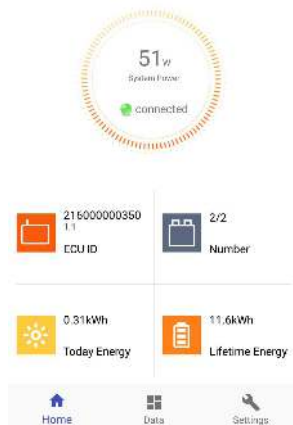 51w
System Power
connected
216000000350
1.1
ECU ID
2/2
Number
0.31kWh
Today Energy
11.6kWh
Lifetime Energy
Home
Data
Settings